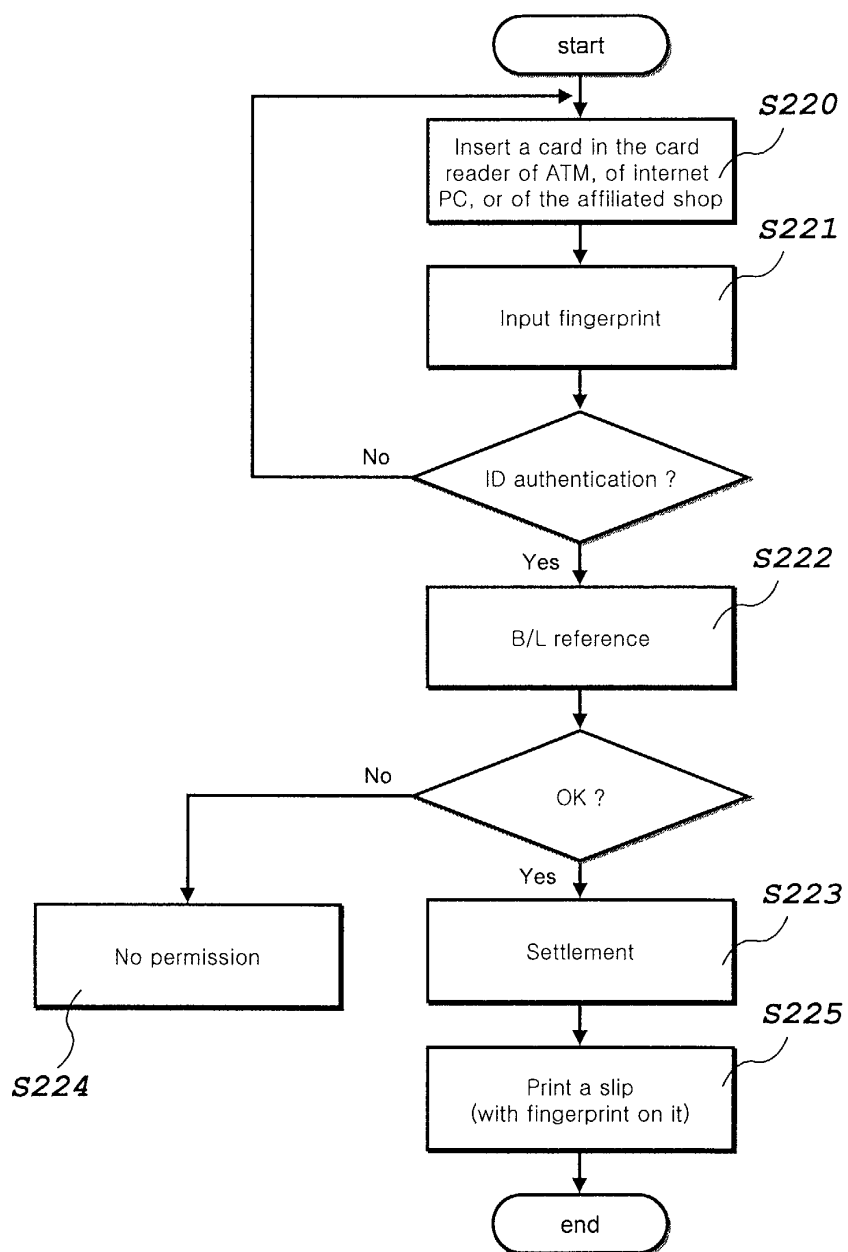 start
S220
Insert a card in the card
reader of ATM, of internet
PC, or of the affiliated shop
S221
Input fingerprint
No
ID authentication ?
Yes
S222
B/L reference
No
OK ?
Yes
S223
No permission
Settlement
S224
S225
Print a slip
(with fingerprint on it)
end